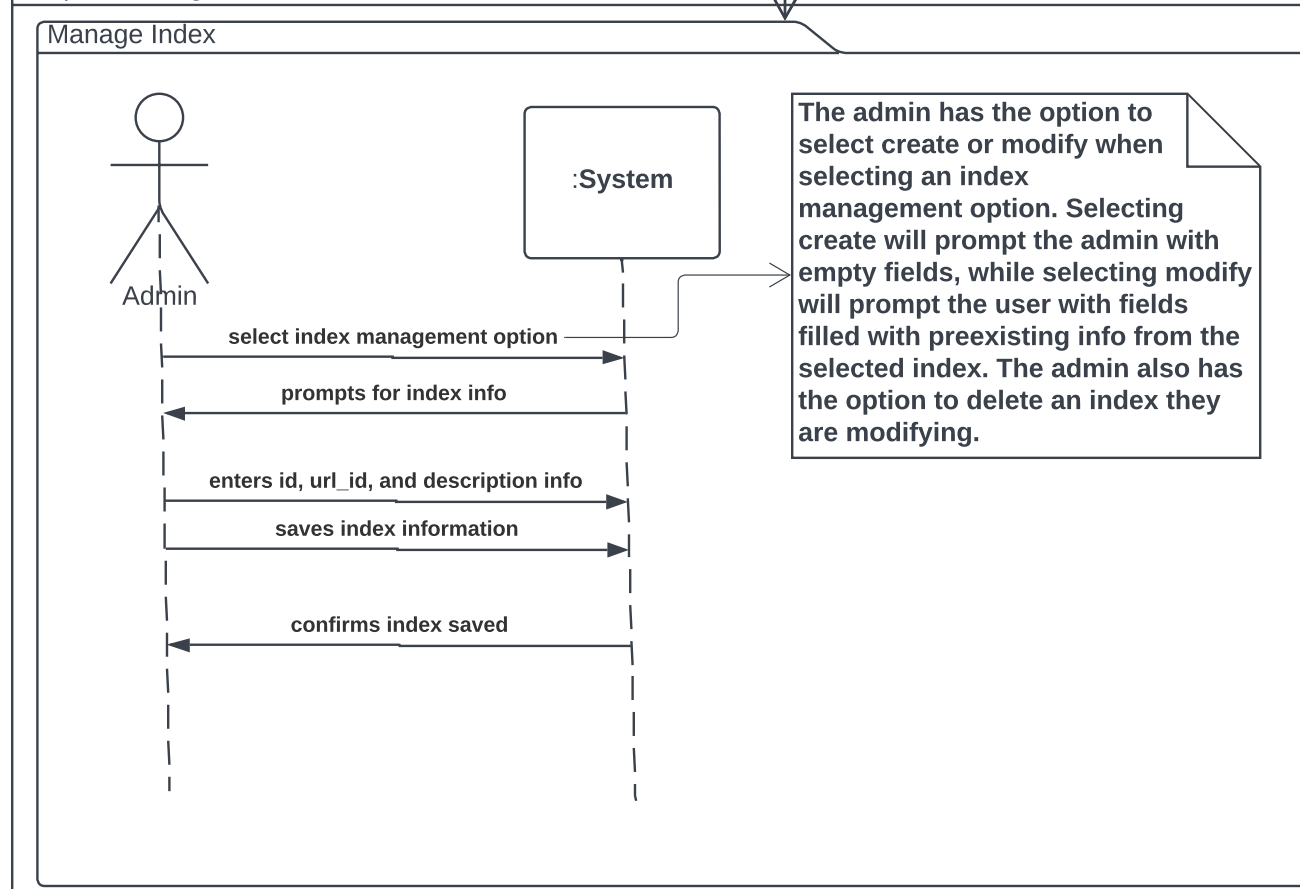 Manage Index
Admin
:System
The admin has the option to
select create or modify when
selecting an index
management option. Selecting
create will prompt the admin with
empty fields, while selecting modify
will prompt the user with fields
filled with preexisting info from the
selected index. The admin also has
the option to delete an index they
are modifying.
select index management option
prompts for index info
enters id, url_id, and description info
saves index information
confirms index saved